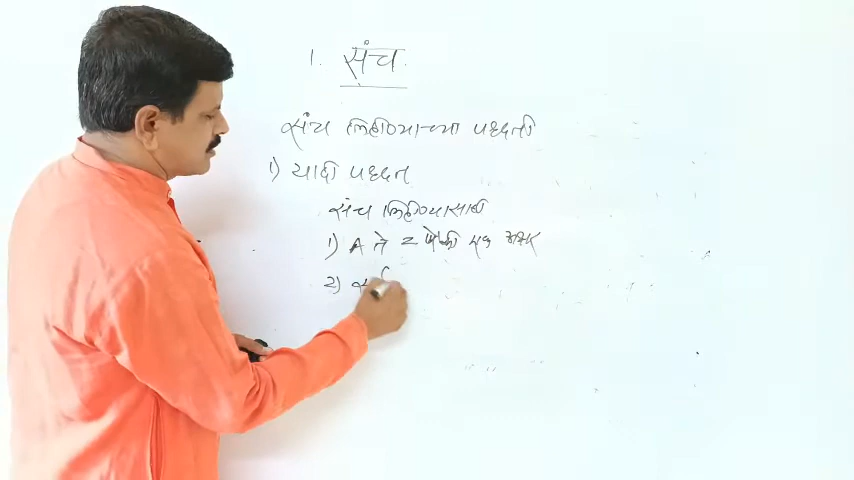 1. संच
संच लिहिण्याच्या पद्धती
1) यादी पद्धत
संच लिहिण्यासाठी
1) A ते Z पैकी एक अक्षर
2)